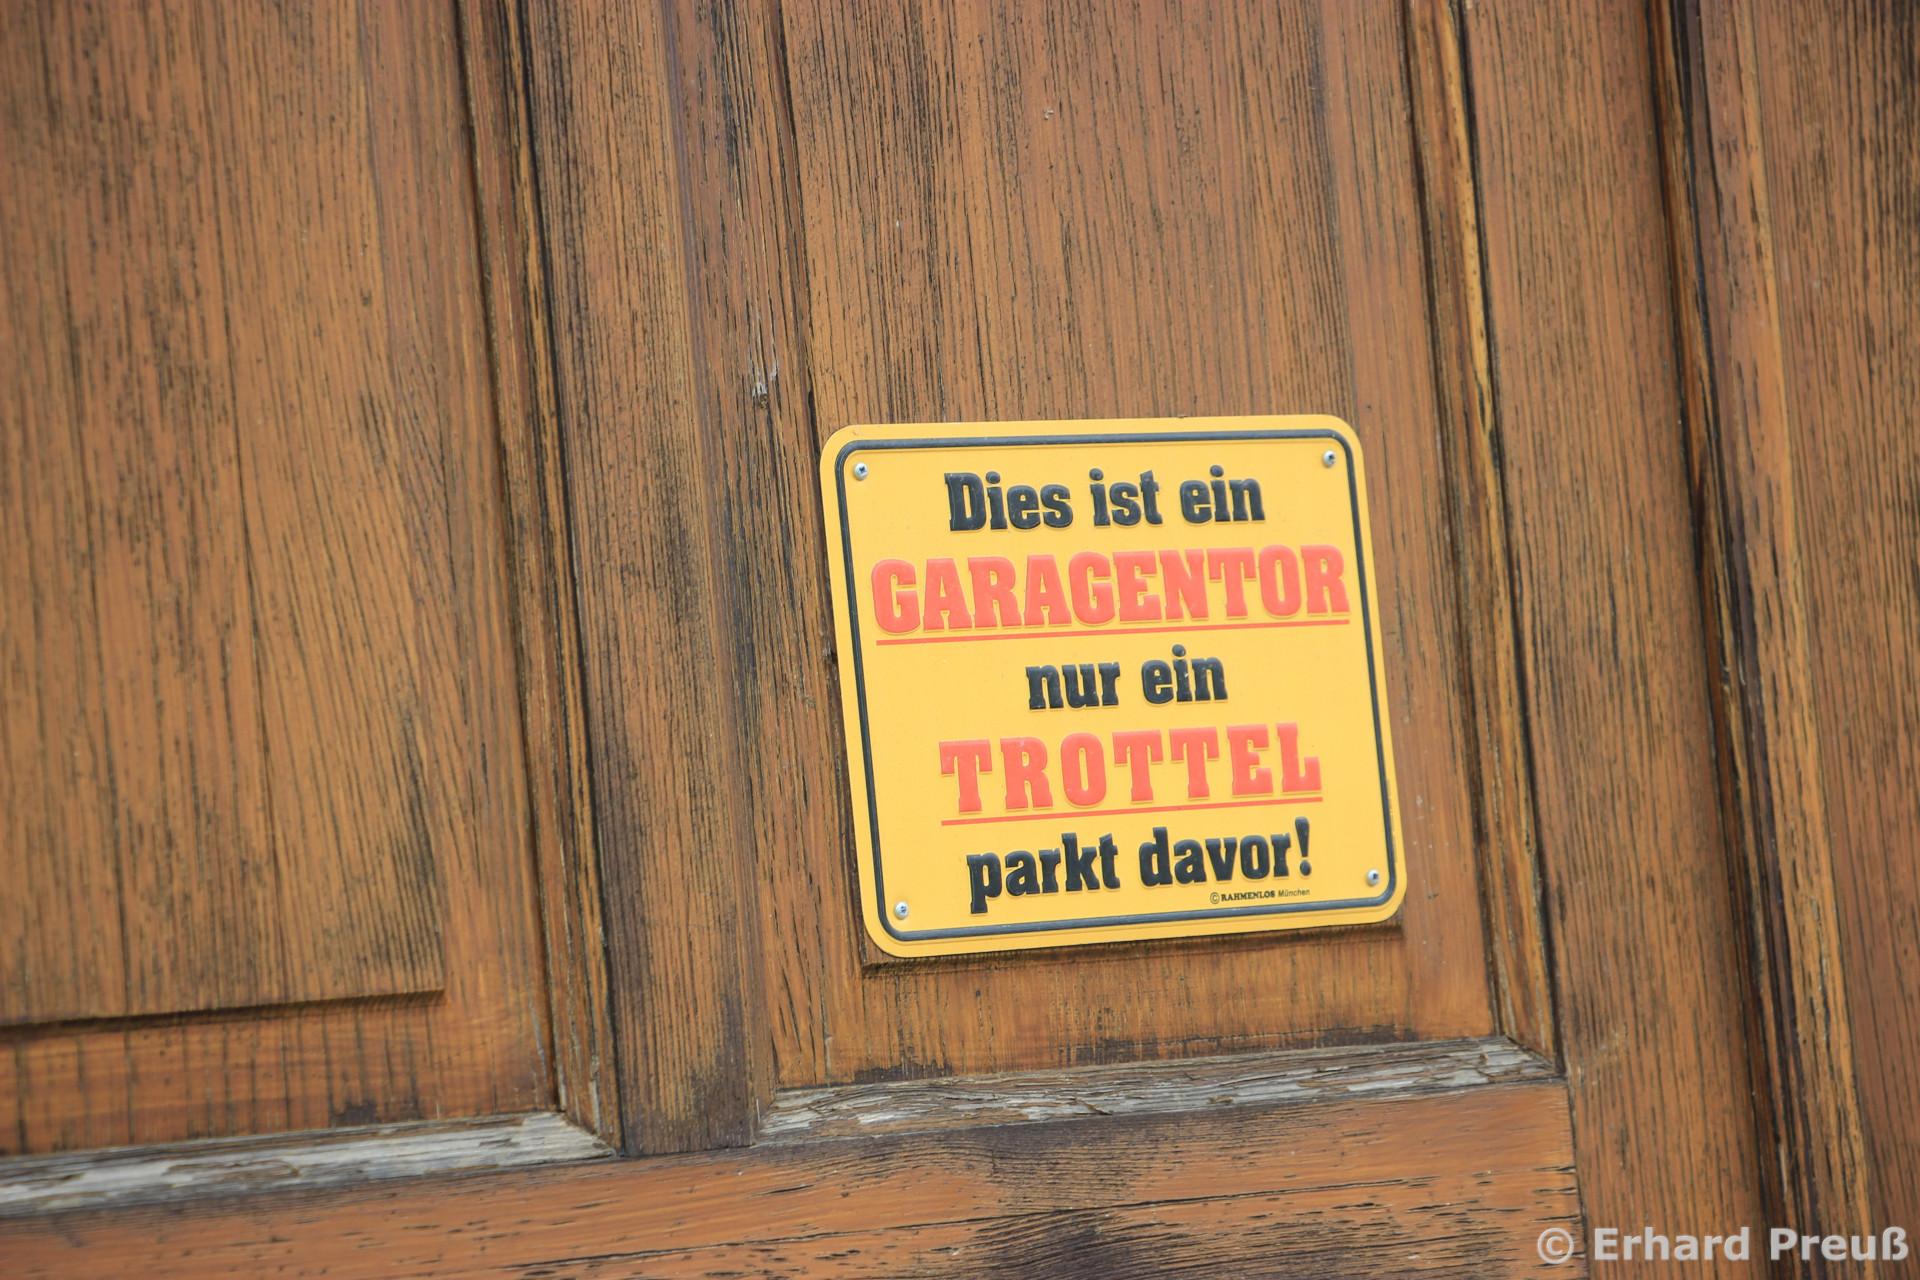 Dies ist ein
GARAGENTOR
nur ein
TROTTEL
parkt davor!
© RAHMENLOS München
© Erhard Preuß